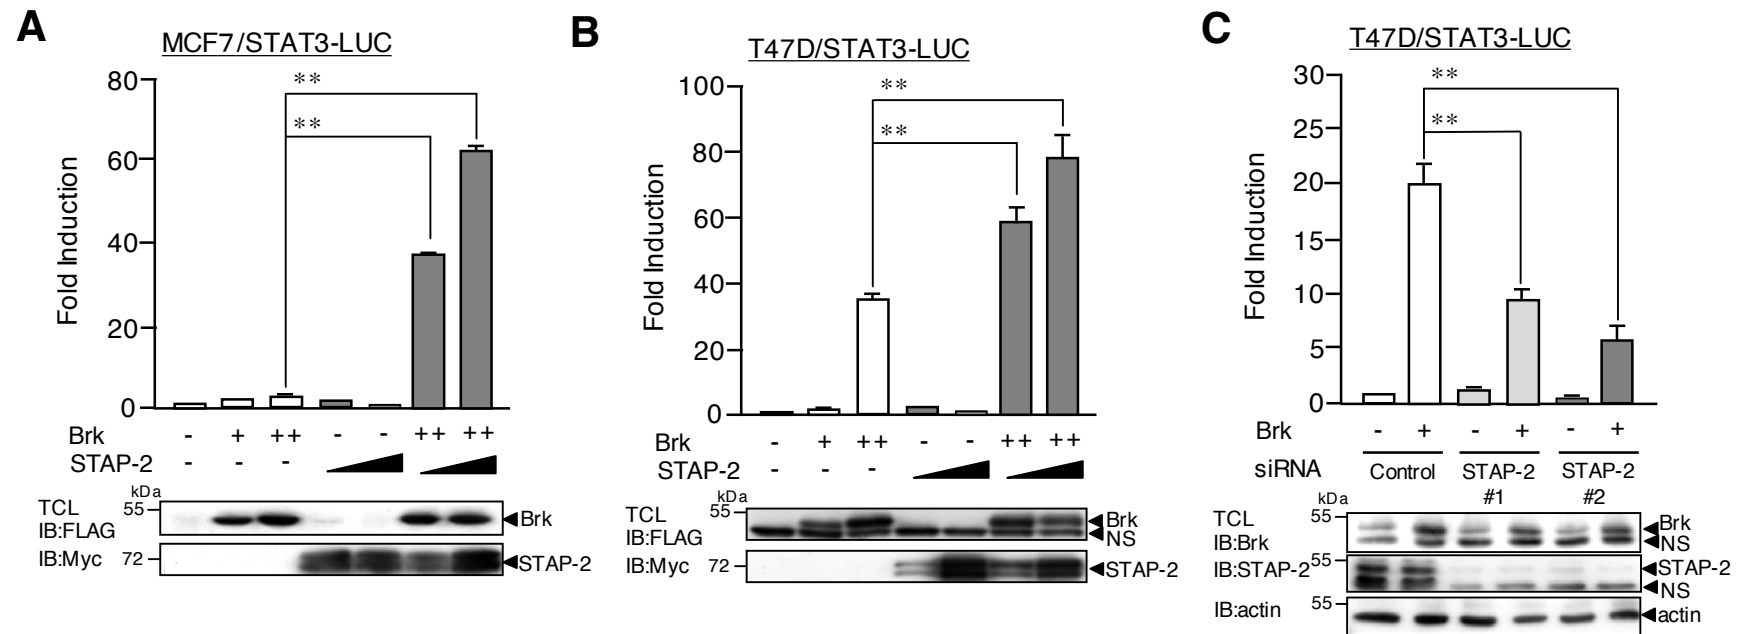 A
MCF7/STAT3-LUC
Fold Induction
80
60
40
20
0
**
**
Brk - + ++ - - ++ ++
STAP-2 - - -
kDa
TCL
IB:FLAG
55
Brk
IB:Myc
72
STAP-2
B
T47D/STAT3-LUC
Fold Induction
100
80
60
40
20
0
**
**
Brk - + ++ - - ++ ++
STAP-2 - - -
kDa
TCL
IB:FLAG
55
Brk
NS
IB:Myc
72
STAP-2
C
T47D/STAT3-LUC
Fold Induction
30
25
20
15
10
5
0
**
**
Brk - + - + - +
siRNA Control STAP-2 STAP-2
#1 #2
kDa
TCL
IB:Brk
55
Brk
NS
IB:STAP-2
55
STAP-2
NS
IB:actin
55
actin